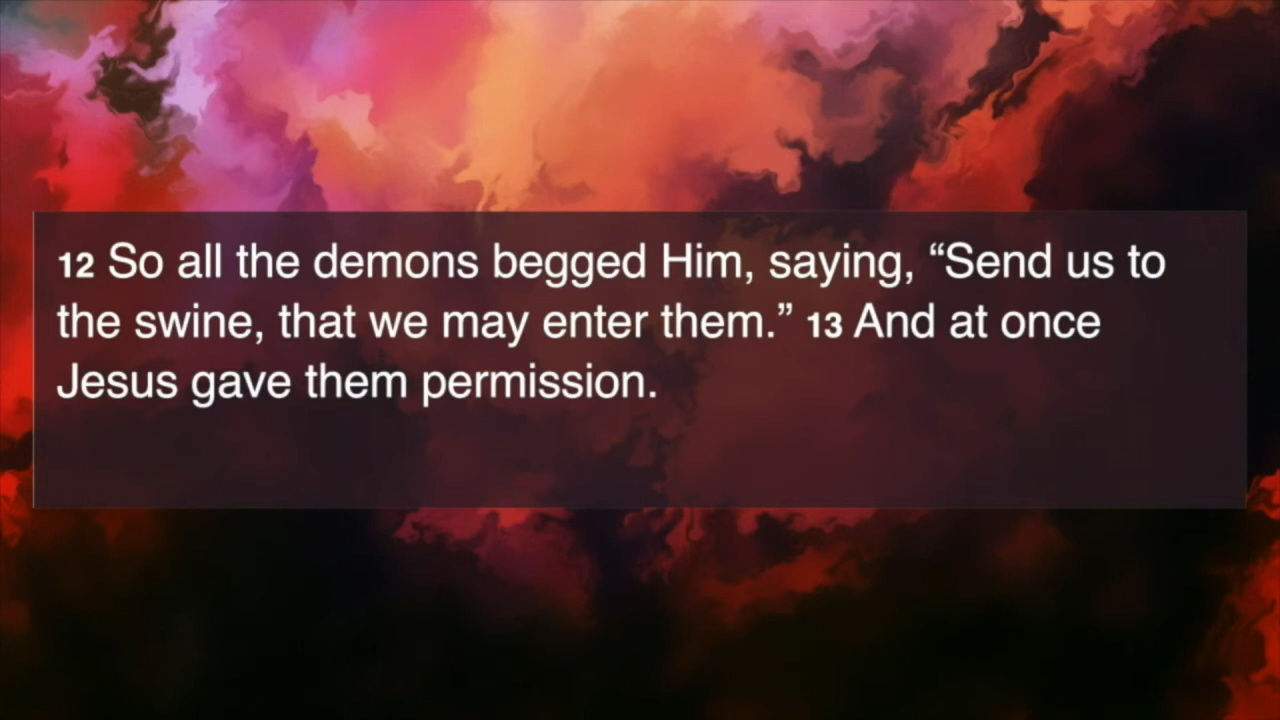 12 So all the demons begged Him, saying, “Send us to
the swine, that we may enter them.” 13 And at once
Jesus gave them permission.